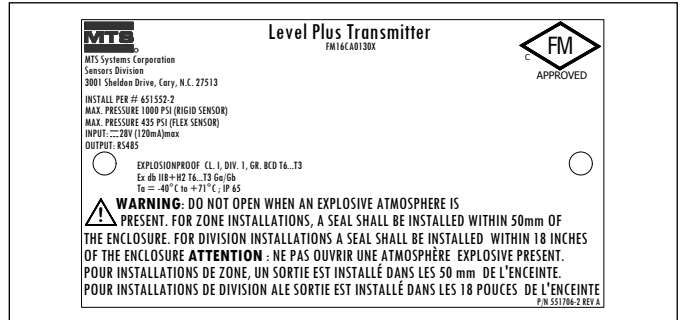 MTS
Level Plus Transmitter
FM16CA0130X
C FM
APPROVED
MTS Systems Corporation
Sensors Division
3001 Sheldon Drive, Cary, N.C. 27513
INSTALL PER # 651552-2
MAX. PRESSURE 1000 PSI (RIGID SENSOR)
MAX. PRESSURE 435 PSI (FLEX SENSOR)
INPUT: ⎓28V (120mA)max
OUTPUT: RS485
EXPLOSIONPROOF CL. I, DIV. 1, GR. BCD T6...T3
Ex db IIB+H2 T6...T3 Ga/Gb
Ta = -40°C to +71°C ; IP 65
WARNING: DO NOT OPEN WHEN AN EXPLOSIVE ATMOSPHERE IS
PRESENT. FOR ZONE INSTALLATIONS, A SEAL SHALL BE INSTALLED WITHIN 50mm OF
THE ENCLOSURE. FOR DIVISION INSTALLATIONS A SEAL SHALL BE INSTALLED WITHIN 18 INCHES
OF THE ENCLOSURE ATTENTION : NE PAS OUVRIR UNE ATMOSPHÈRE EXPLOSIVE PRESENT.
POUR INSTALLATIONS DE ZONE, UN SORTIE EST INSTALLÉ DANS LES 50 mm DE L'ENCEINTE.
POUR INSTALLATIONS DE DIVISION ALE SORTIE EST INSTALLÉ DANS LES 18 POUCES DE L'ENCEINTE
P/N 551706-2 REV A